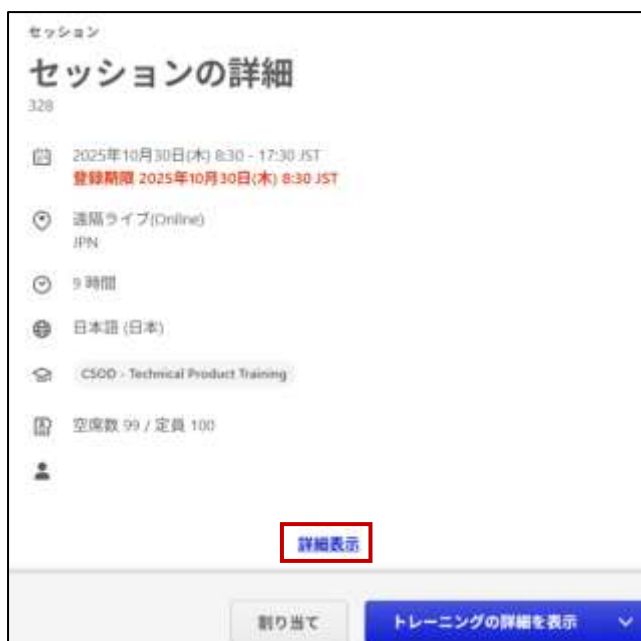 セッション
セッションの詳細
328
2025年10月30日(木) 8:30 - 17:30 JST
登録期限 2025年10月30日(木) 8:30 JST
遠隔ライブ(Online)
JPN
9 時間
日本語 (日本)
CSOD - Technical Product Training
空席数 99 / 定員 100
詳細表示
割り当て
トレーニングの詳細を表示